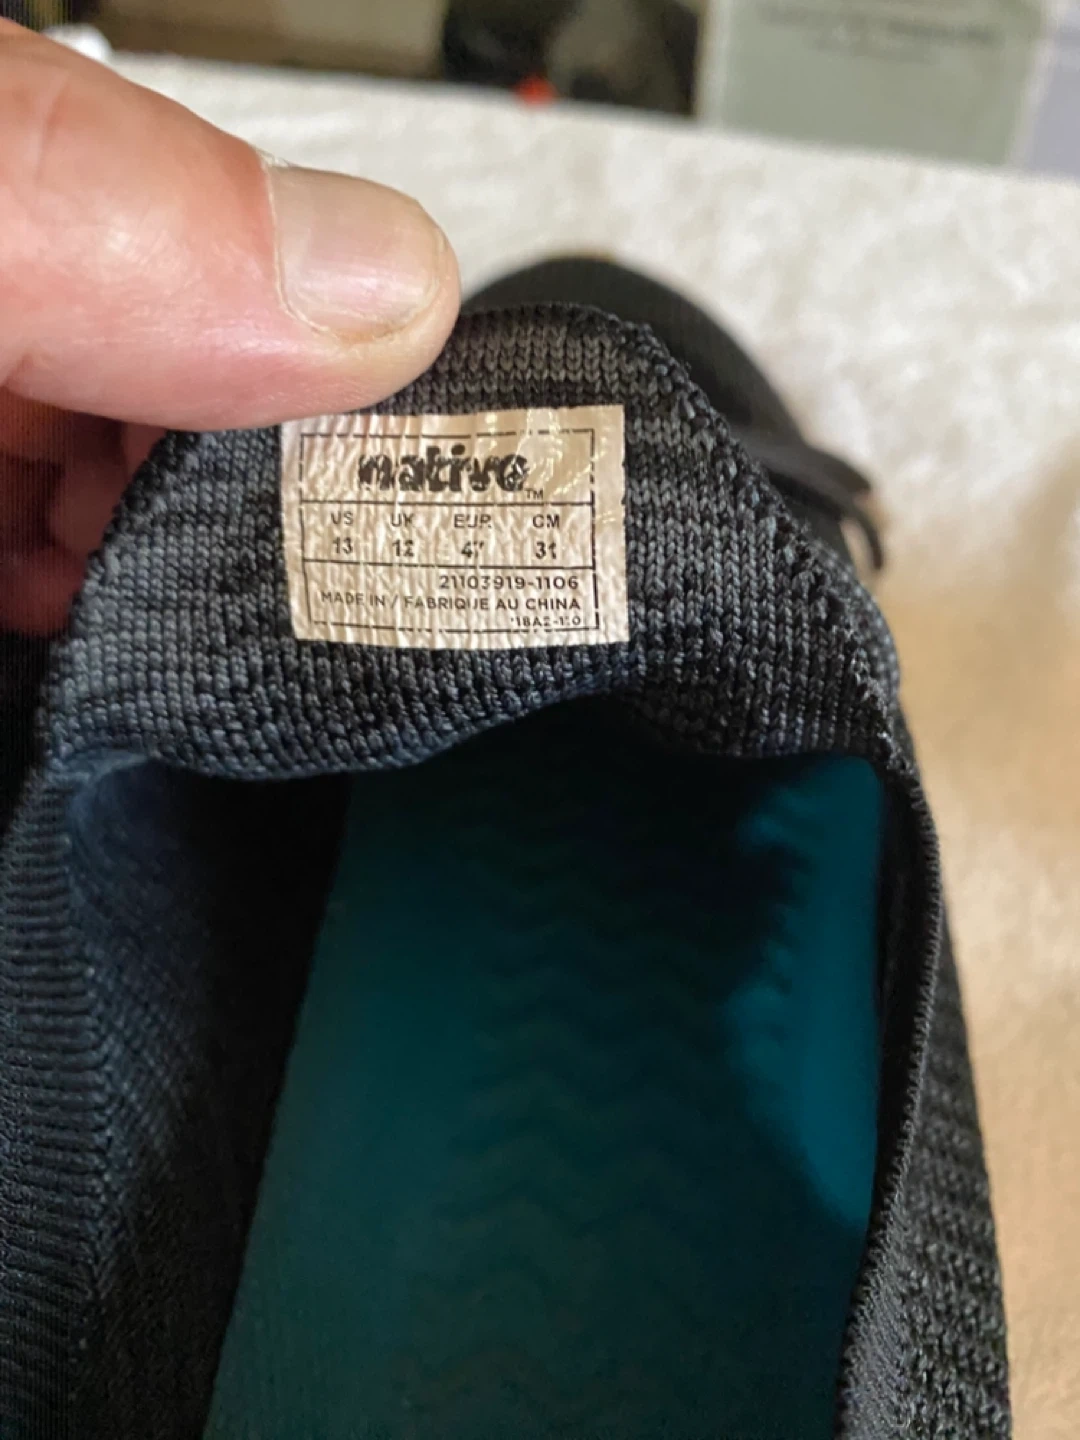 native™
US UK EUR CM
13 12 47 31
21103919-1106
MADE IN / FABRIQUE AU CHINA